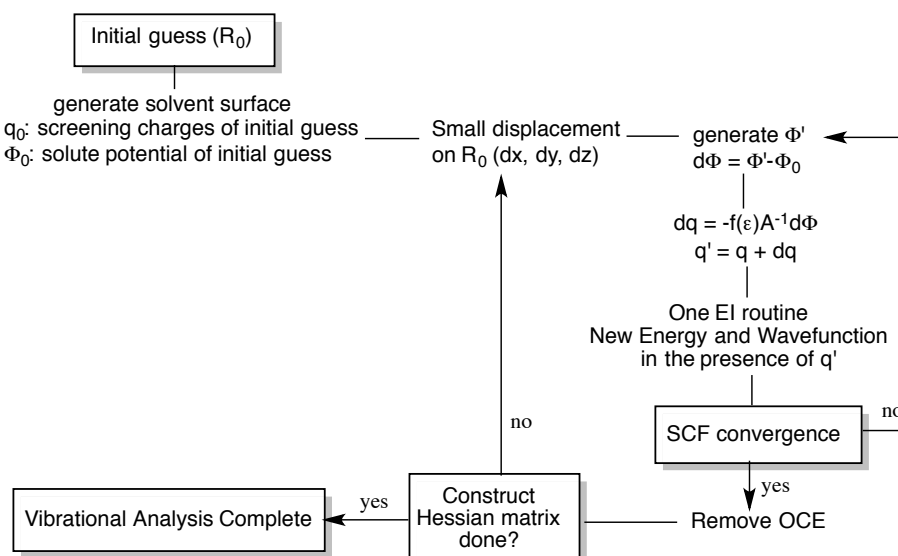 Initial guess (R₀)
generate solvent surface
q₀: screening charges of initial guess
Φ₀: solute potential of initial guess
Small displacement
on R₀ (dx, dy, dz)
generate Φ'
dΦ = Φ'-Φ₀
dq = -f(ε)A⁻¹dΦ
q' = q + dq
One EI routine
New Energy and Wavefunction
in the presence of q'
SCF convergence
no
yes
Remove OCE
no
Construct
Hessian matrix
done?
yes
Vibrational Analysis Complete